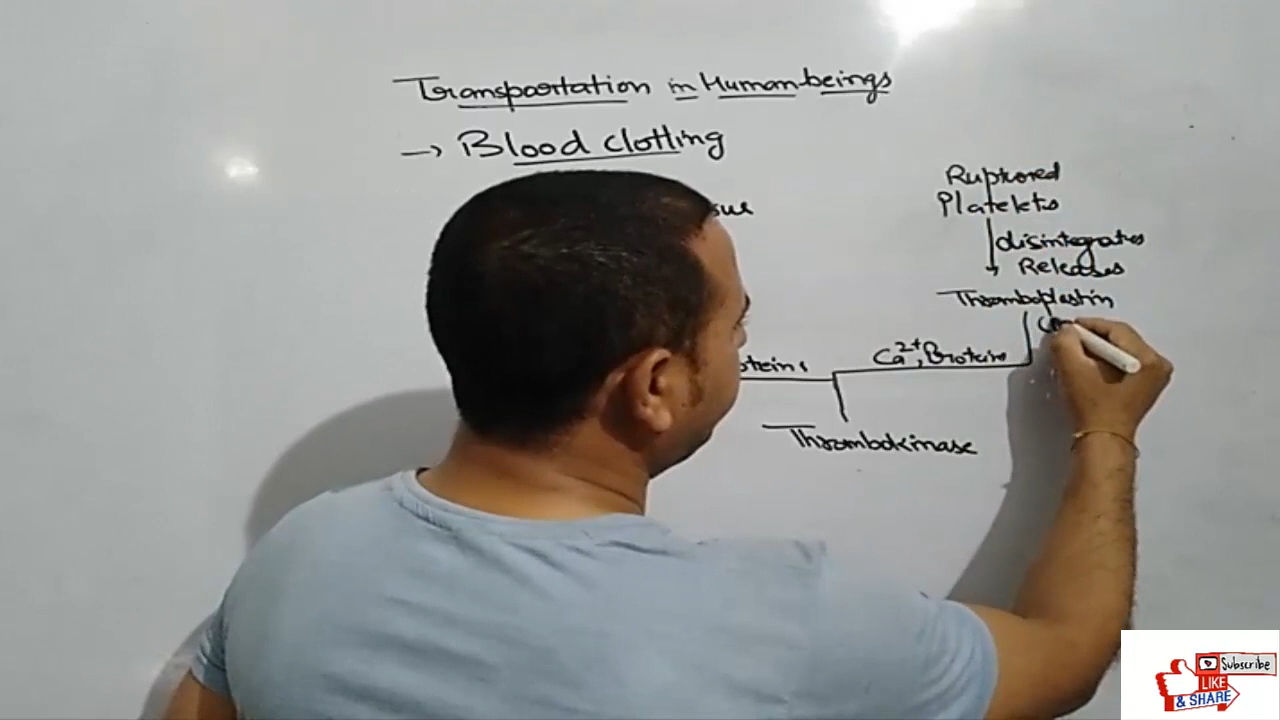 Transportation in Human beings
→ Blood clotting
Ruptured
Platelets
disintegrates
Releases
Thromboplastin
Ca²⁺, Proteins
Thrombokinase
Subscribe
LIKE
& SHARE